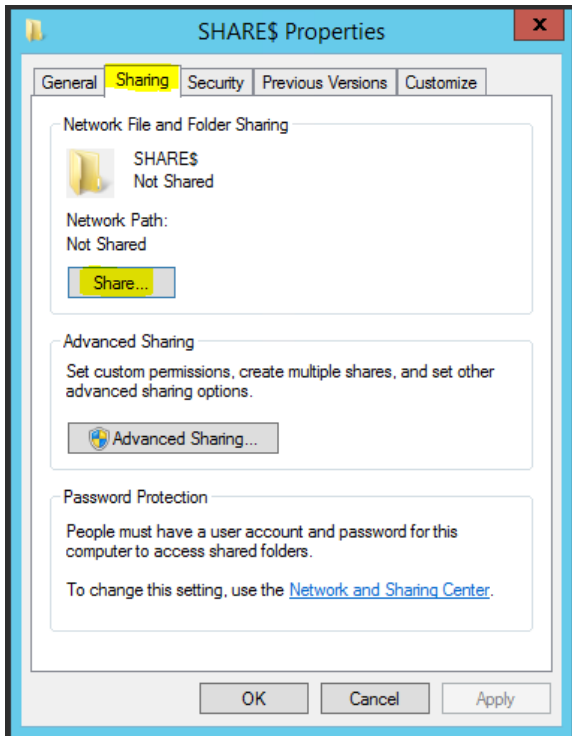 SHARE$ Properties
x
General Sharing Security Previous Versions Customize
Network File and Folder Sharing
SHARE$
Not Shared
Network Path:
Not Shared
Share...
Advanced Sharing
Set custom permissions, create multiple shares, and set other
advanced sharing options.
Advanced Sharing...
Password Protection
People must have a user account and password for this
computer to access shared folders.
To change this setting, use the Network and Sharing Center.
OK Cancel Apply